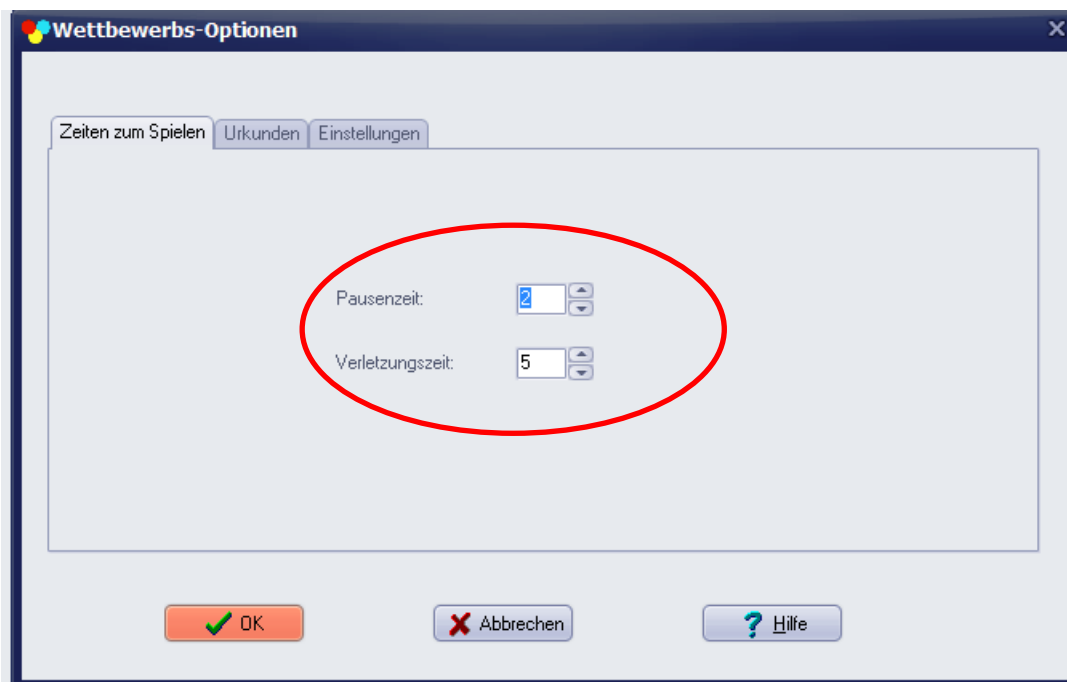 Wettbewerbs-Optionen
Zeiten zum Spielen Urkunden Einstellungen
Pausenzeit: 2
Verletzungszeit: 5
OK Abbrechen Hilfe